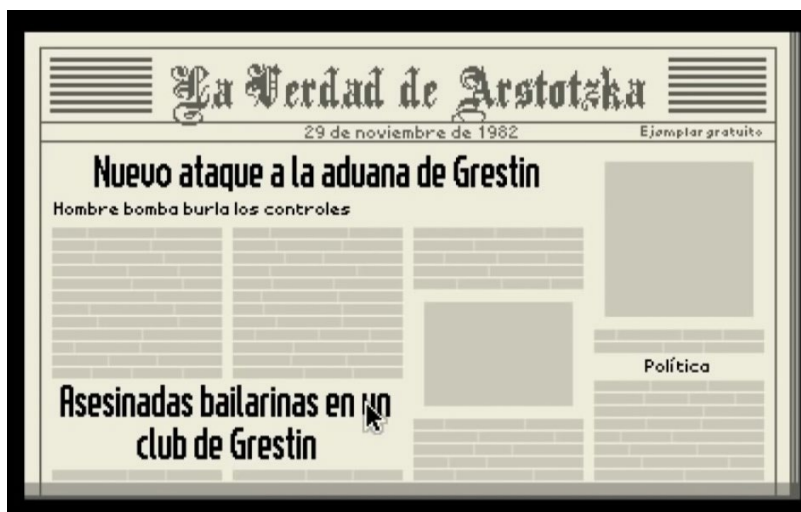 La Verdad de Arstotzka
29 de noviembre de 1982
Ejemplar gratuito
Nuevo ataque a la aduana de Grestin
Hombre bomba burla los controles
Asesinadas bailarinas en un
club de Grestin
Política